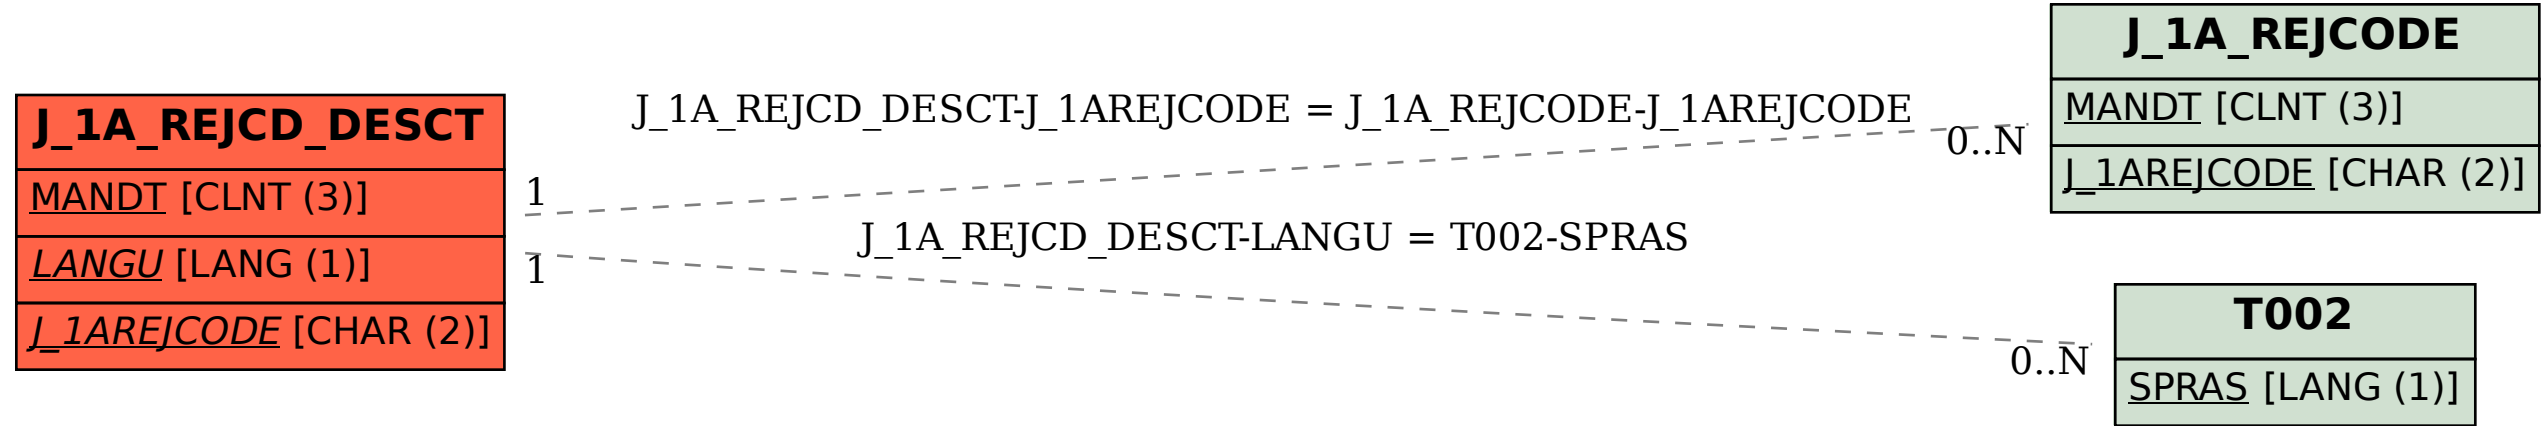 J_1A_REJCD_DESCT
MANDT [CLNT (3)]
LANGU [LANG (1)]
J_1AREJCODE [CHAR (2)]
J_1A_REJCD_DESCT-J_1AREJCODE = J_1A_REJCODE-J_1AREJCODE
1
0..N
J_1A_REJCD_DESCT-LANGU = T002-SPRAS
1
0..N
J_1A_REJCODE
MANDT [CLNT (3)]
J_1AREJCODE [CHAR (2)]
T002
SPRAS [LANG (1)]